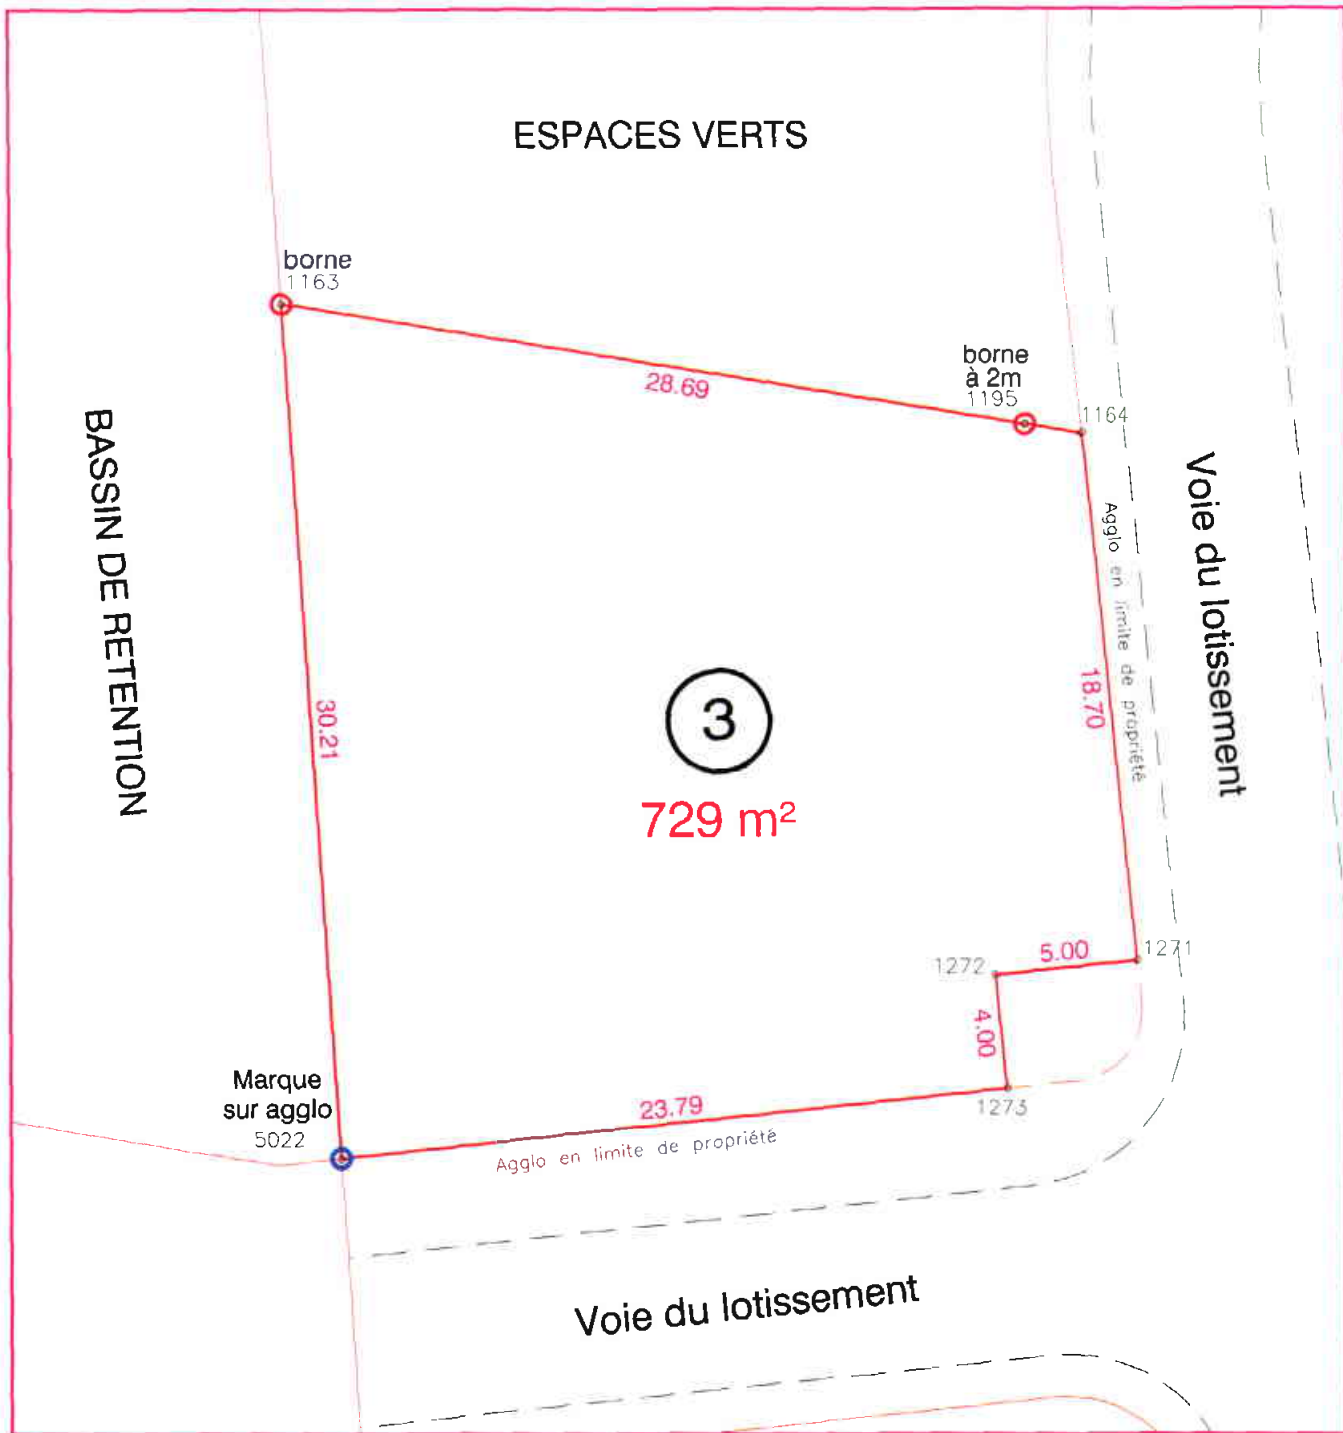 ESPACES VERTS
borne
1163
28.69
borne
à 2m
1195
1164
BASSIN DE RETENTION
Voie du lotissement
Agglo en limite de propriété
18.70
30.21
3
729 m²
1272
5.00
1271
4.00
Marque
sur agglo
5022
23.79
1273
Agglo en limite de propriété
Voie du lotissement